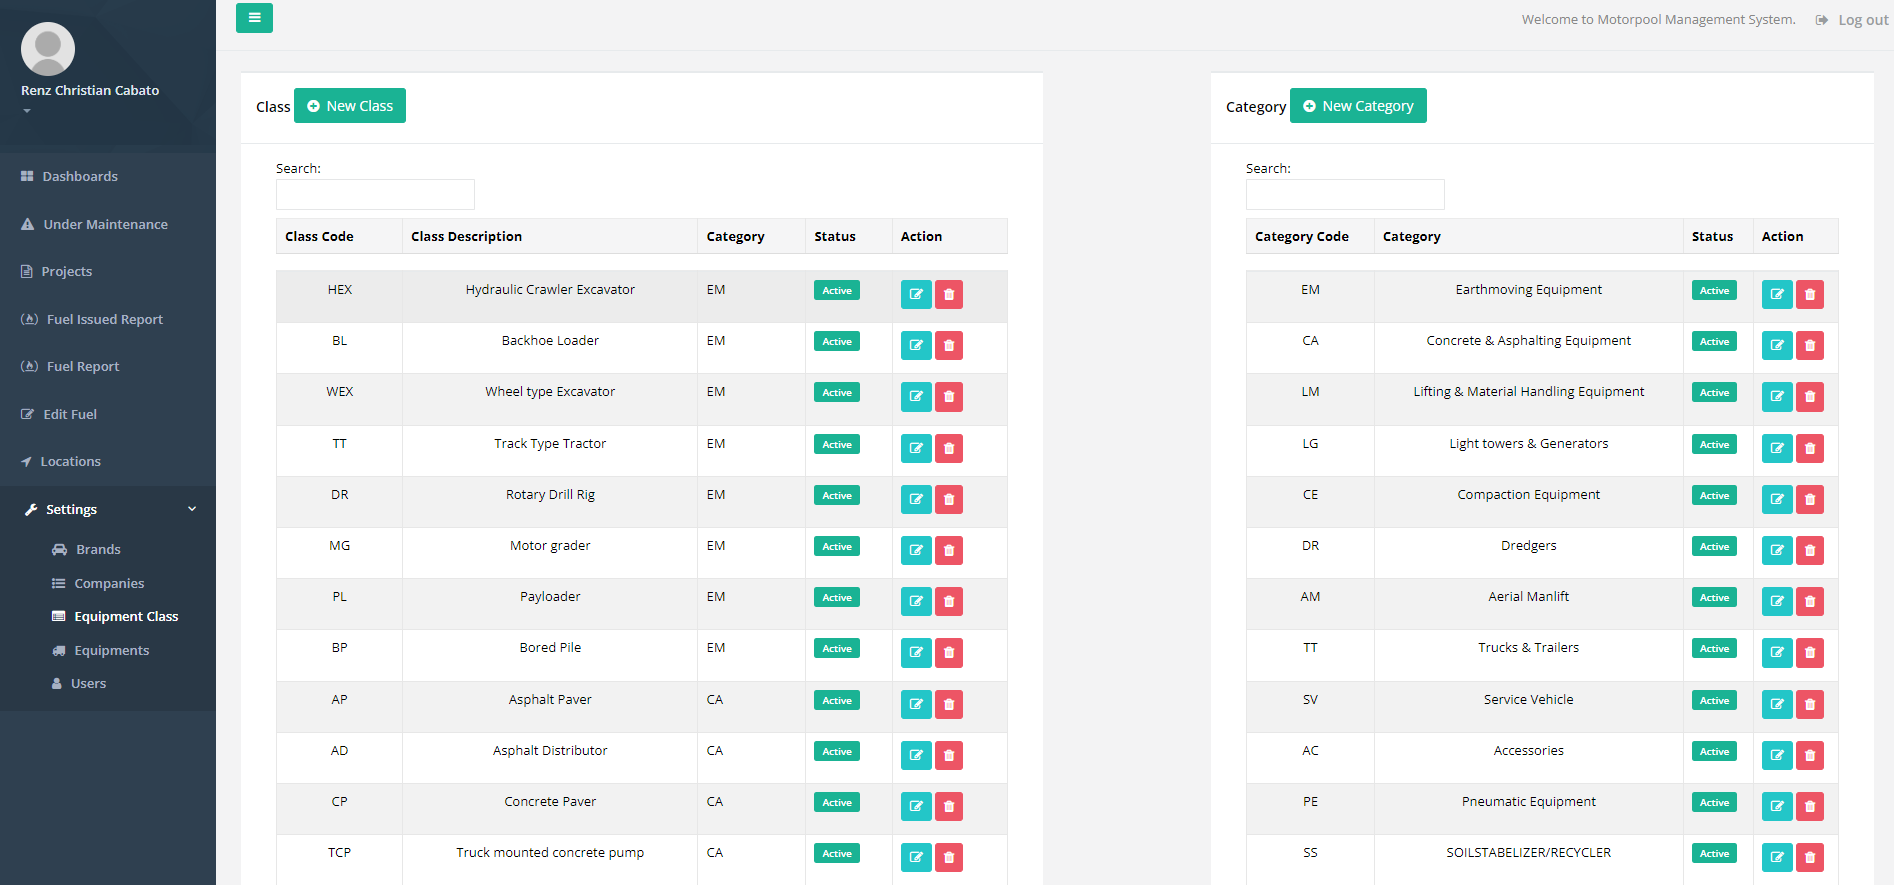 Welcome to Motorpool Management System.
Log out
Renz Christian Cabato
Dashboards
Under Maintenance
Projects
Fuel Issued Report
Fuel Report
Edit Fuel
Locations
Settings
Brands
Companies
Equipment Class
Equipments
Users
Class New Class
Search:
Class Code Class Description Category Status Action
HEX Hydraulic Crawler Excavator EM Active
BL Backhoe Loader EM Active
WEX Wheel type Excavator EM Active
TT Track Type Tractor EM Active
DR Rotary Drill Rig EM Active
MG Motor grader EM Active
PL Payloader EM Active
BP Bored Pile EM Active
AP Asphalt Paver CA Active
AD Asphalt Distributor CA Active
CP Concrete Paver CA Active
TCP Truck mounted concrete pump CA Active
Category New Category
Search:
Category Code Category Status Action
EM Earthmoving Equipment Active
CA Concrete & Asphalting Equipment Active
LM Lifting & Material Handling Equipment Active
LG Light towers & Generators Active
CE Compaction Equipment Active
DR Dredgers Active
AM Aerial Manlift Active
TT Trucks & Trailers Active
SV Service Vehicle Active
AC Accessories Active
PE Pneumatic Equipment Active
SS SOILSTABELIZER/RECYCLER Active